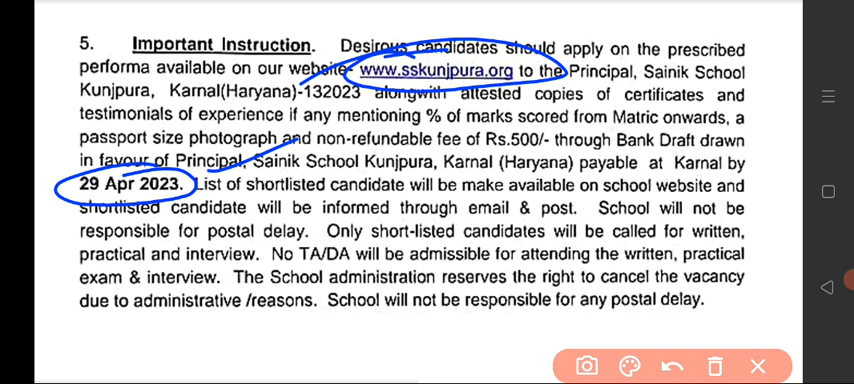 5. Important Instruction. Desirous candidates should apply on the prescribed
performa available on our website- www.sskunjpura.org to the Principal, Sainik School
Kunjpura, Karnal(Haryana)-132023 alongwith attested copies of certificates and
testimonials of experience if any mentioning % of marks scored from Matric onwards, a
passport size photograph and non-refundable fee of Rs.500/- through Bank Draft drawn
in favour of Principal, Sainik School Kunjpura, Karnal (Haryana) payable at Karnal by
29 Apr 2023. List of shortlisted candidate will be make available on school website and
shortlisted candidate will be informed through email & post. School will not be
responsible for postal delay. Only short-listed candidates will be called for written,
practical and interview. No TA/DA will be admissible for attending the written, practical
exam & interview. The School administration reserves the right to cancel the vacancy
due to administrative /reasons. School will not be responsible for any postal delay.